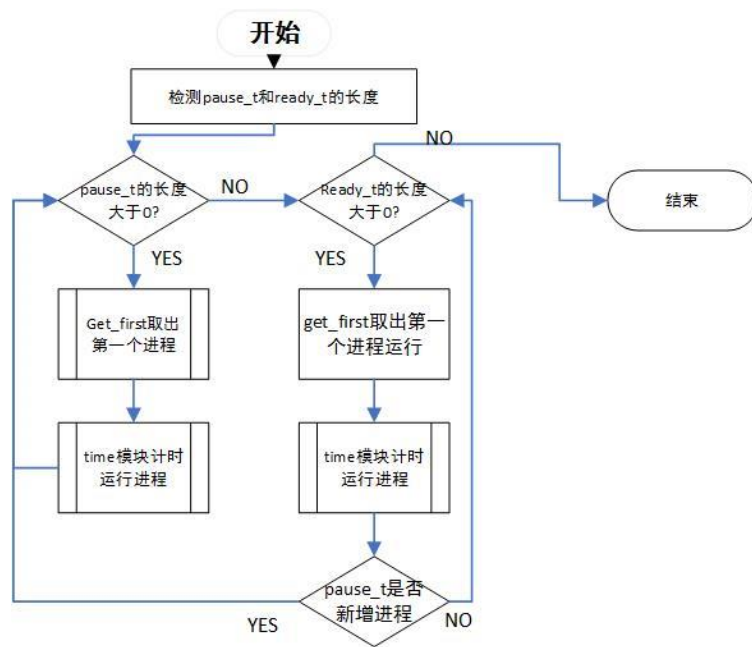 开始
检测pause_t和ready_t的长度
NO
pause_t的长度
大于0?
NO
Ready_t的长度
大于0?
结束
YES
YES
Get_first取出
第一个进程
get_first取出第一
个进程运行
time模块计时
运行进程
time模块计时
运行进程
pause_t是否
新增进程
YES
NO